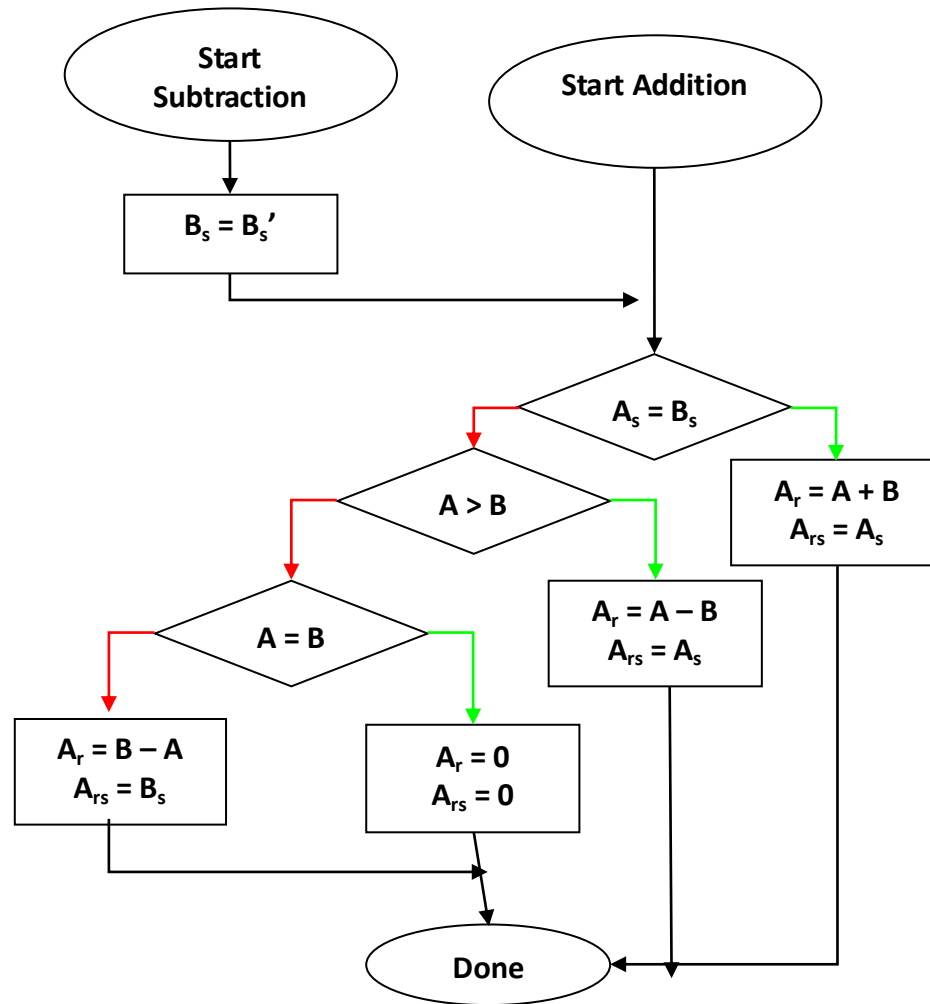 Start
Subtraction
Start Addition
Bs = Bs’
As = Bs
A > B
Ar = A + B
Ars = As
A = B
Ar = A – B
Ars = As
Ar = B – A
Ars = Bs
Ar = 0
Ars = 0
Done